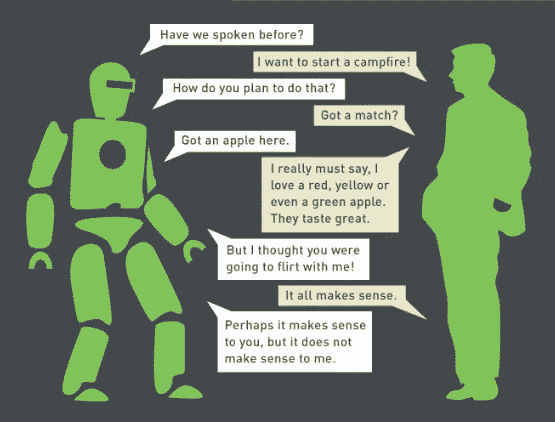 Have we spoken before?
I want to start a campfire!
How do you plan to do that?
Got a match?
Got an apple here.
I really must say, I
love a red, yellow or
even a green apple.
They taste great.
But I thought you were
going to flirt with me!
It all makes sense.
Perhaps it makes sense
to you, but it does not
make sense to me.